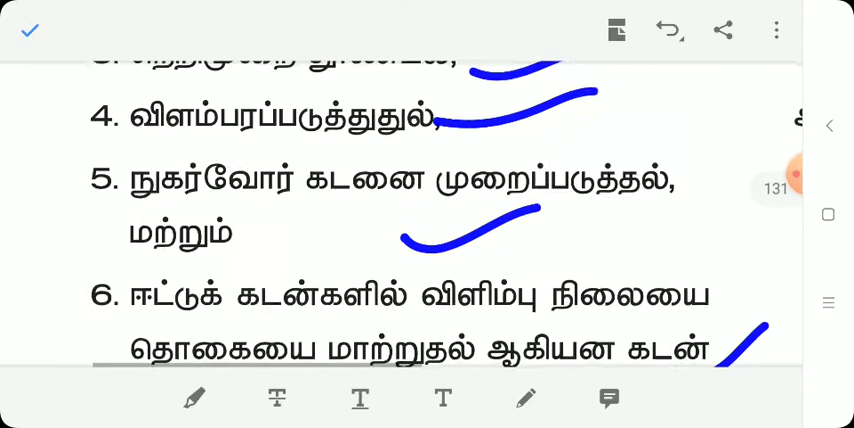 4. விளம்பரப்படுத்துதுல்,
5. நுகர்வோர் கடனை முறைப்படுத்தல்,
மற்றும்
131
6. ஈட்டுக் கடன்களில் விளிம்பு நிலையை
தொகையை மாற்றுதல் ஆகியன கடன்